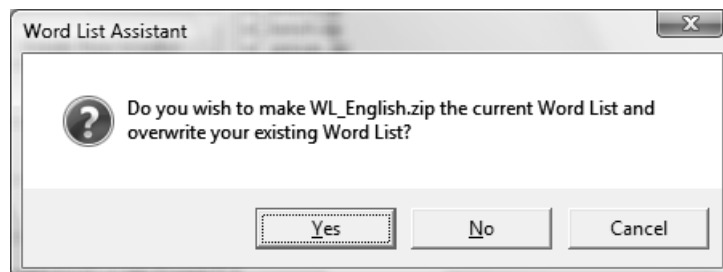 Word List Assistant
Do you wish to make WL_English.zip the current Word List and
overwrite your existing Word List?
Yes
No
Cancel